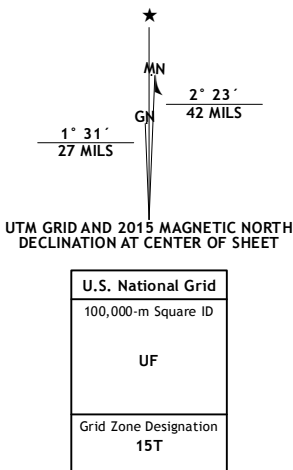 ★
MN
2° 23´
42 MILS
GN
1° 31´
27 MILS
UTM GRID AND 2015 MAGNETIC NORTH
DECLINATION AT CENTER OF SHEET
U.S. National Grid
100,000-m Square ID
UF
Grid Zone Designation
15T